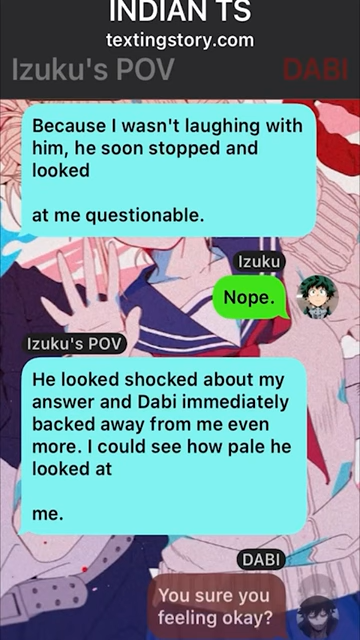 INDIAN TS
textingstory.com
Izuku's POV
DABI
Because I wasn't laughing with
him, he soon stopped and
looked
at me questionable.
Izuku
Nope.
Izuku's POV
He looked shocked about my
answer and Dabi immediately
backed away from me even
more. I could see how pale he
looked at
me.
DABI
You sure you
feeling okay?